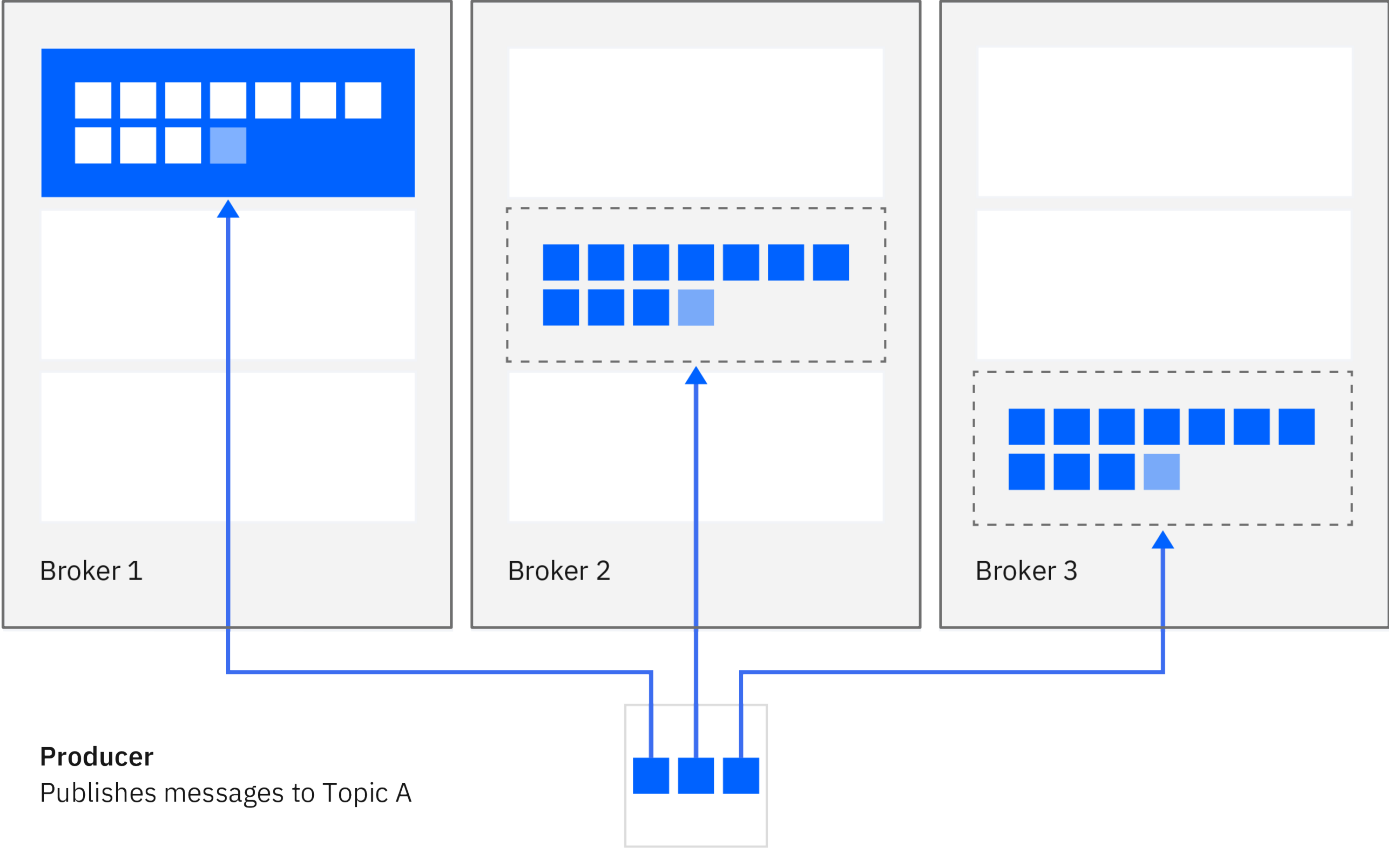 Broker 1
Broker 2
Broker 3
Producer
Publishes messages to Topic A